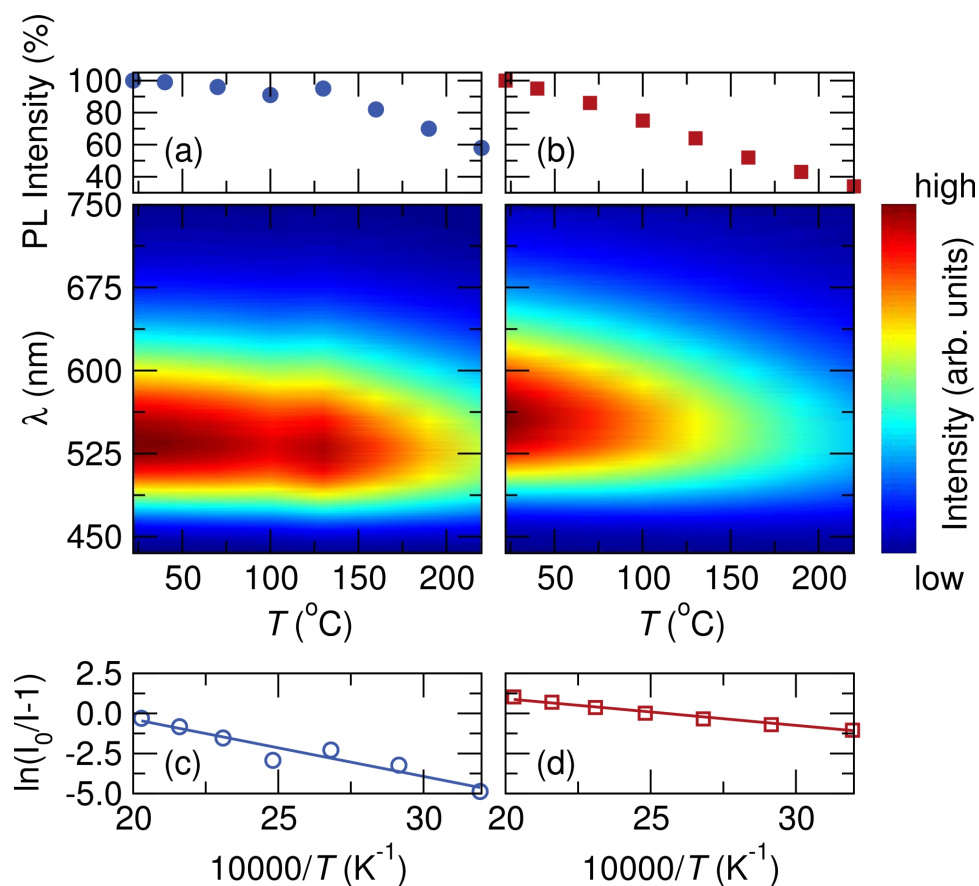 PL Intensity (%)
100
80
60
40
(a)
(b)
750
675
600
525
450
λ (nm)
50
100
150
200
50
100
150
200
T (°C)
T (°C)
high
Intensity (arb. units)
low
ln(I₀/I-1)
2.5
0.0
-2.5
-5.0
(c)
(d)
20
25
30
20
25
30
10000/T (K⁻¹)
10000/T (K⁻¹)